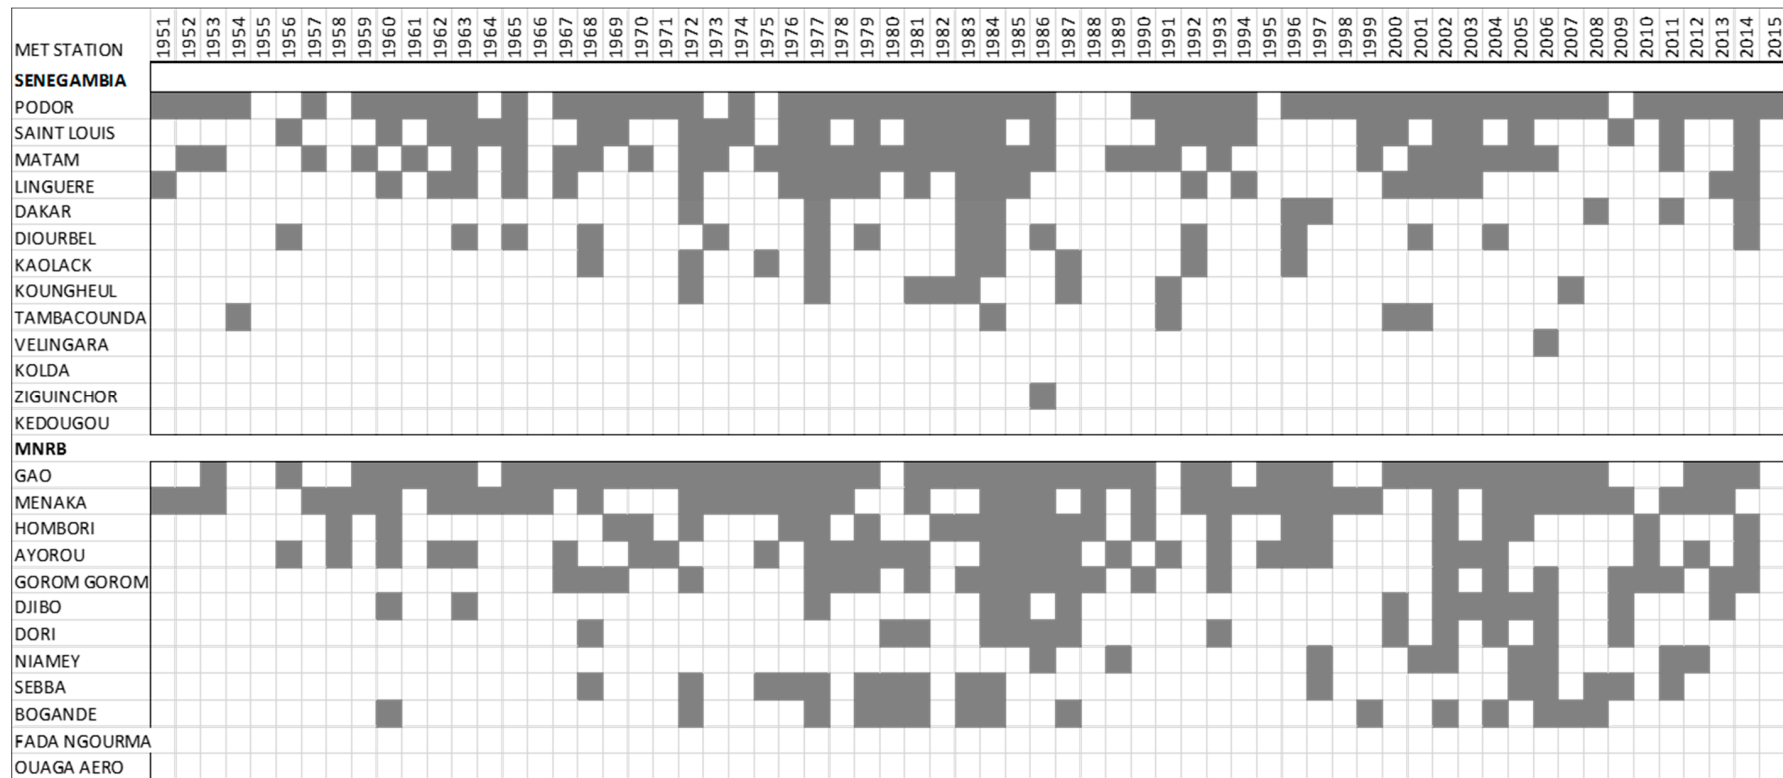 MET STATION 1951 1952 1953 1954 1955 1956 1957 1958 1959 1960 1961 1962 1963 1964 1965 1966 1967 1968 1969 1970 1971 1972 1973 1974 1975 1976 1977 1978 1979 1980 1981 1982 1983 1984 1985 1986 1987 1988 1989 1990 1991 1992 1993 1994 1995 1996 1997 1998 1999 2000 2001 2002 2003 2004 2005 2006 2007 2008 2009 2010 2011 2012 2013 2014 2015
SENEGAMBIA
PODOR
SAINT LOUIS
MATAM
LINGUERE
DAKAR
DIOURBEL
KAOLACK
KOUNGHEUL
TAMBACOUNDA
VELINGARA
KOLDA
ZIGUINCHOR
KEDOUGOU
MNRB
GAO
MENAKA
HOMBORI
AYOROU
GOROM GOROM
DJIBO
DORI
NIAMEY
SEBBA
BOGANDE
FADA NGOURMA
OUAGA AERO